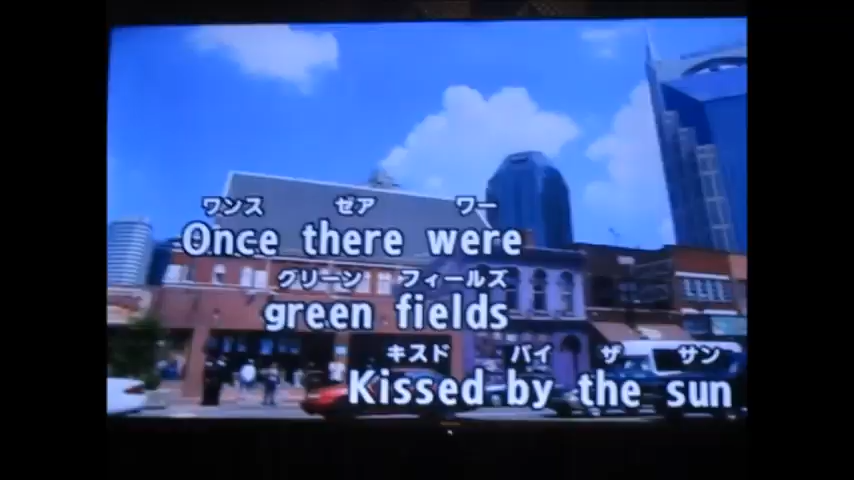 ワンス ゼア ワー
Once there were
グリーン フィールズ
green fields
キスド バイ ザ サン
Kissed by the sun